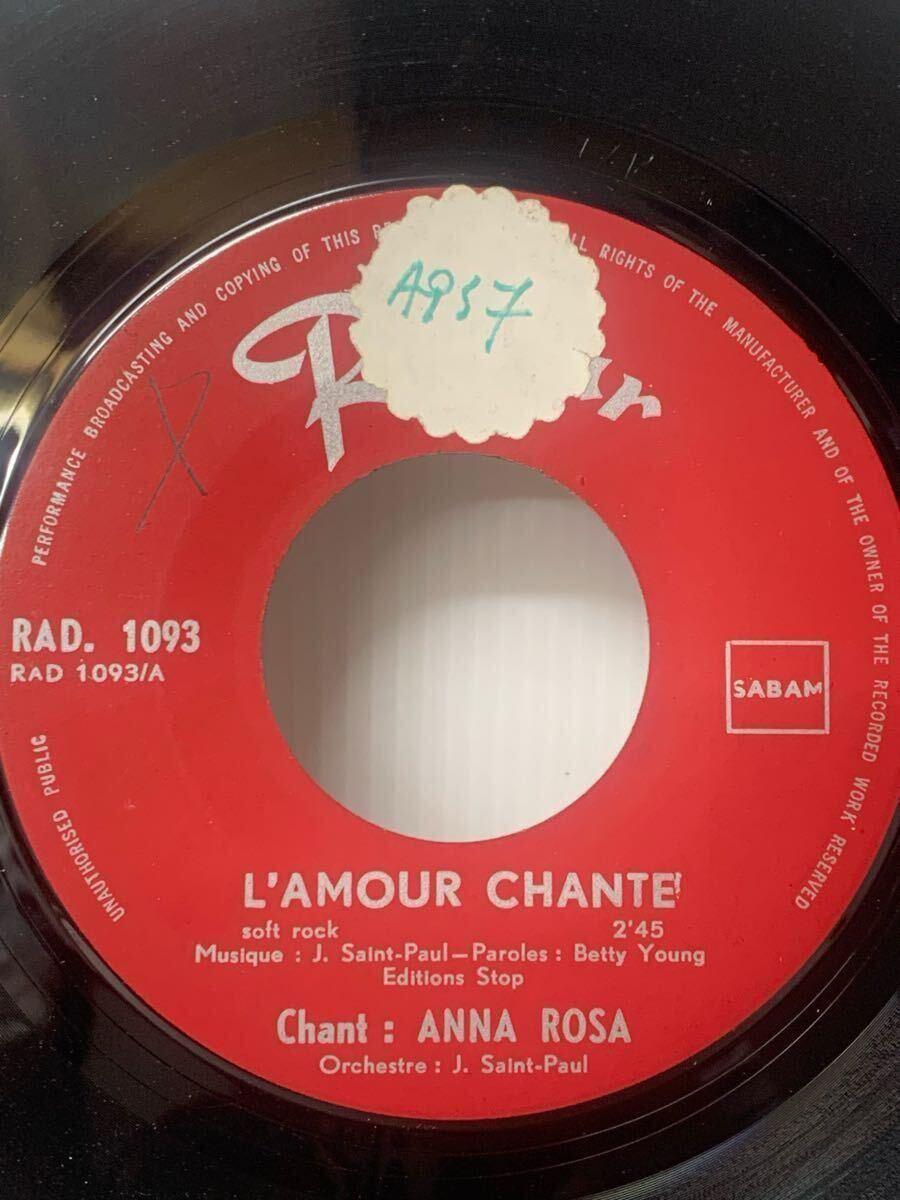 A957
PERFORMANCE BROADCASTING AND COPYING OF THIS
ALL RIGHTS OF THE MANUFACTURER AND OF THE OWNER OF THE RECORDED WORK' RESERVED
UNAUTHORISED PUBLIC
RAD. 1093
RAD 1093/A
SABAM
L'AMOUR CHANTE
soft rock 2'45
Musique : J. Saint-Paul — Paroles : Betty Young
Editions Stop
Chant : ANNA ROSA
Orchestre : J. Saint-Paul